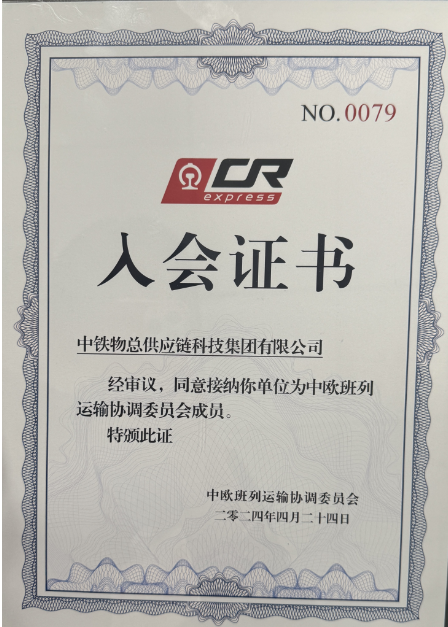 NO.0079
CR
express
入会证书
中铁物总供应链科技集团有限公司
经审议，同意接纳你单位为中欧班列
运输协调委员会成员。
特颁此证
中欧班列运输协调委员会
二零二四年四月二十四日